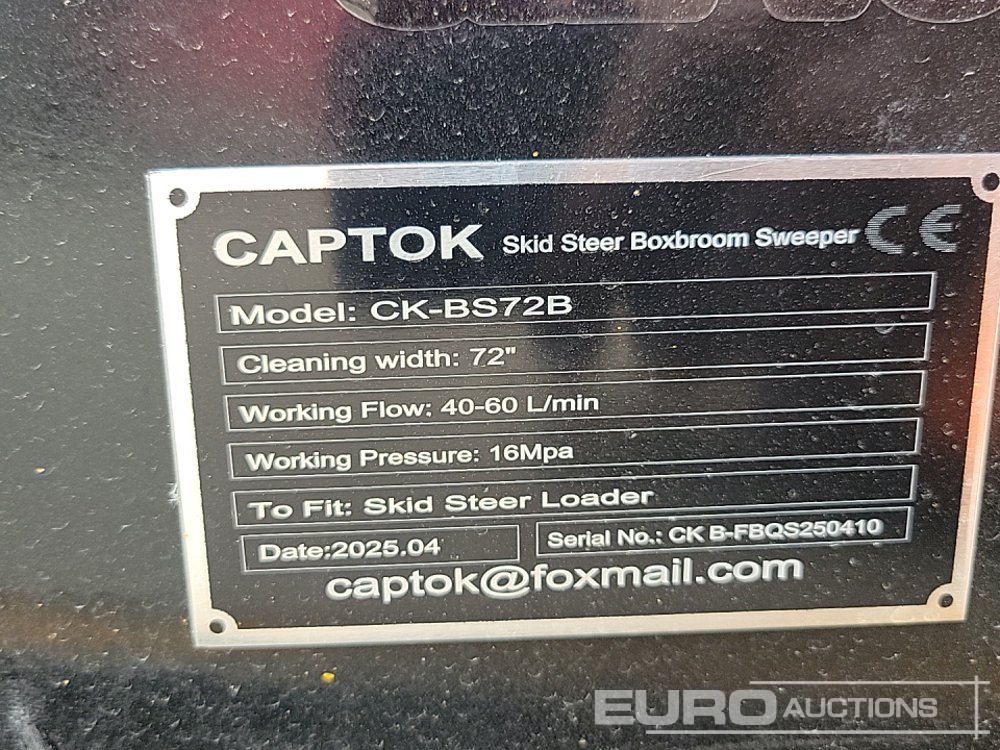 CAPTOK Skid Steer Boxbroom Sweeper CE
Model: CK-BS72B
Cleaning width: 72"
Working Flow: 40-60 L/min
Working Pressure: 16Mpa
To Fit: Skid Steer Loader
Date:2025.04 Serial No.: CK B-FBQS250410
captok@foxmail.com
EURO AUCTIONS